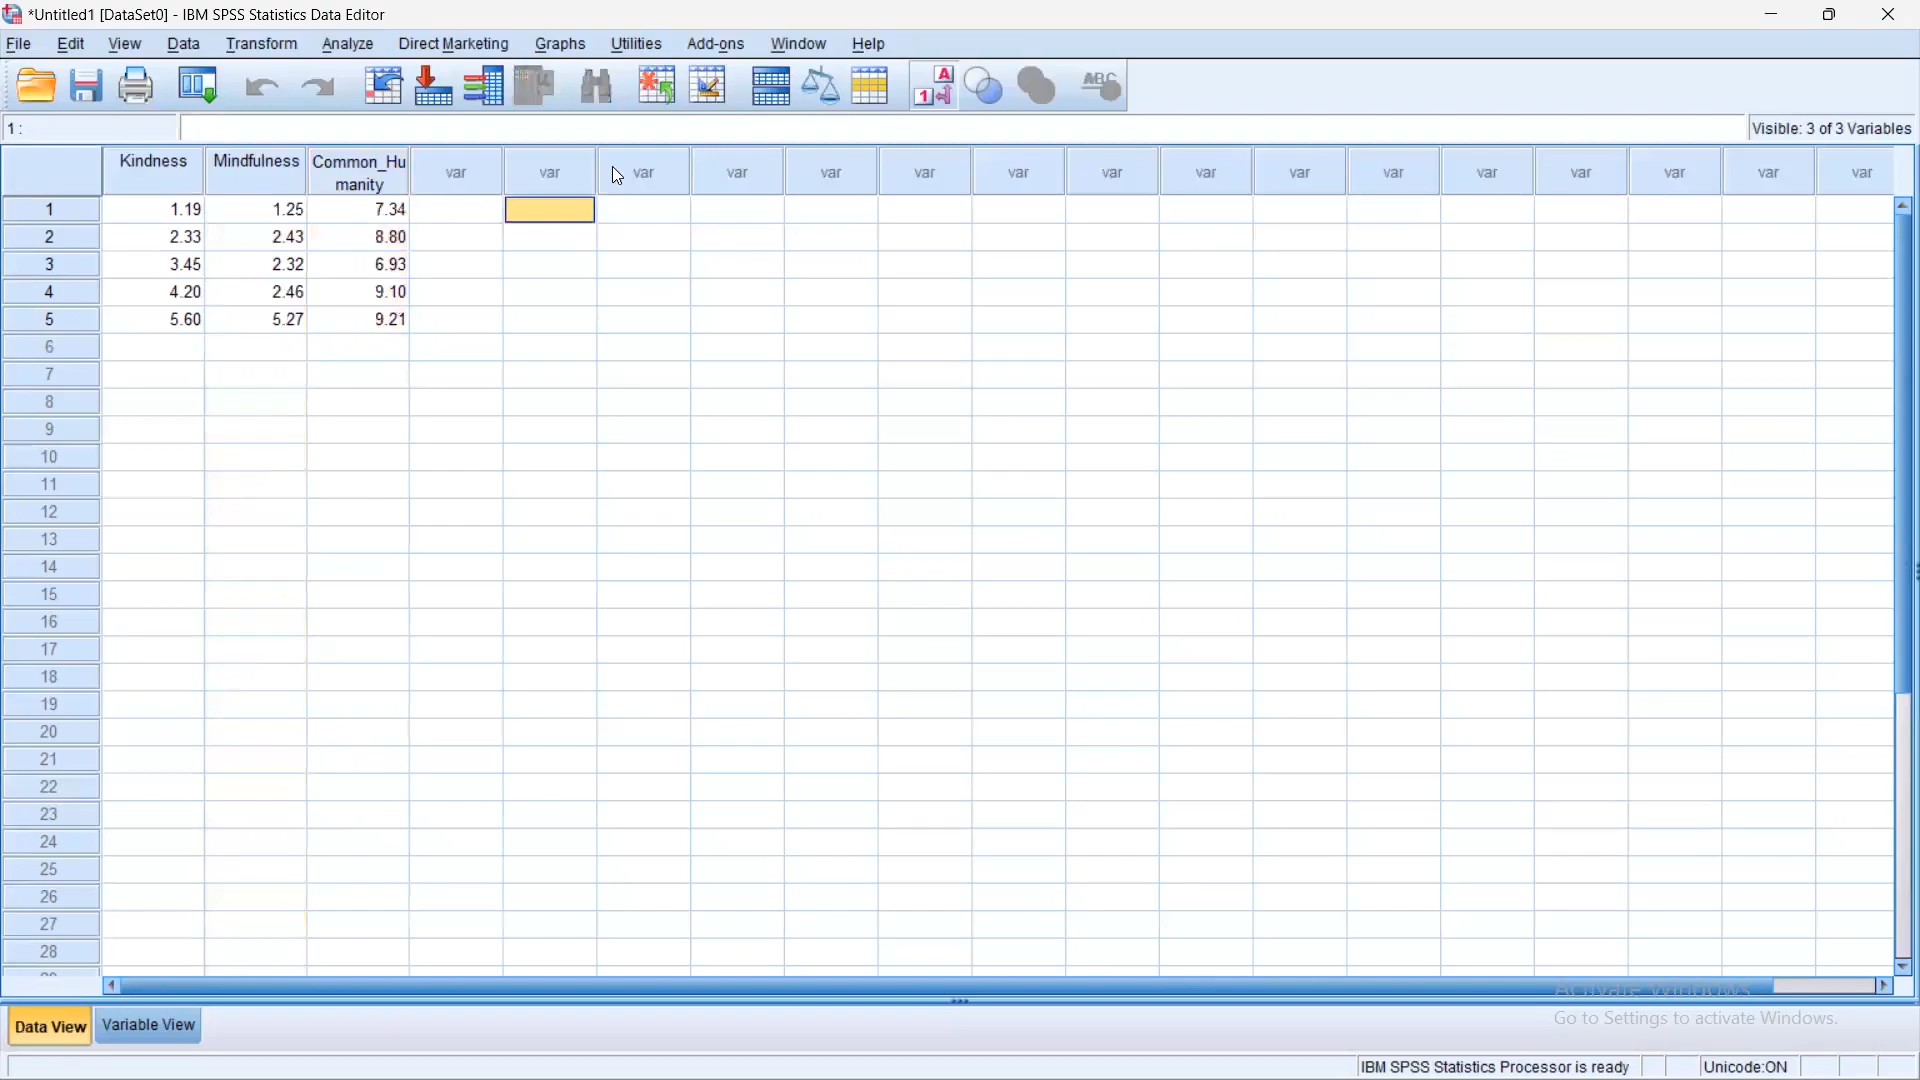 *Untitled1 [DataSet0] - IBM SPSS Statistics Data Editor
File Edit View Data Transform Analyze Direct Marketing Graphs Utilities Add-ons Window Help
A
1
ABC
1 :
Visible: 3 of 3 Variables
Kindness Mindfulness Common_Hu var var var var var var var var var var var var var var var var
manity
1 1.19 1.25 7.34
2 2.33 2.43 8.80
3 3.45 2.32 6.93
4 4.20 2.46 9.10
5 5.60 5.27 9.21
6
7
8
9
10
11
12
13
14
15
16
17
18
19
20
21
22
23
24
25
26
27
28
29
Activate Windows
Go to Settings to activate Windows.
Data View Variable View
IBM SPSS Statistics Processor is ready Unicode:ON